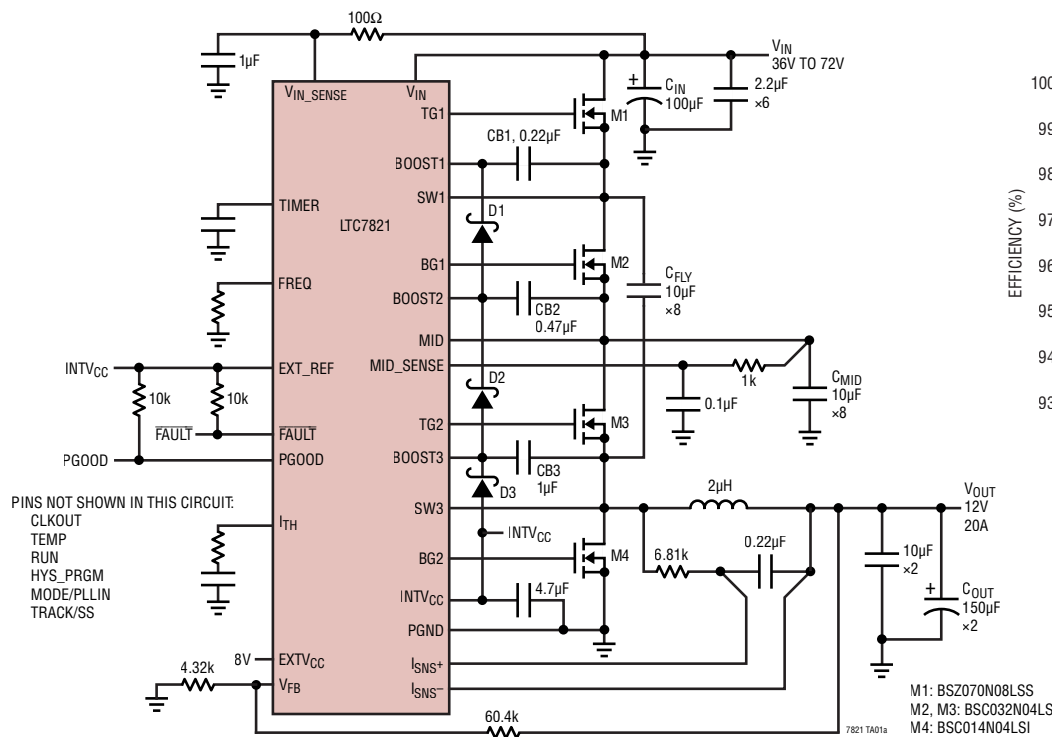 100Ω
1µF
VIN_SENSE
VIN
VIN
36V TO 72V
CIN
100µF
2.2µF
×6
TG1
M1
CB1, 0.22µF
BOOST1
SW1
TIMER
LTC7821
D1
BG1
M2
FREQ
BOOST2
CB2
0.47µF
CFLY
10µF
×8
MID
INTVCC
EXT_REF
MID_SENSE
1k
10k
10k
D2
0.1µF
CMID
10µF
×8
TG2
M3
FAULT
FAULT
PGOOD
PGOOD
BOOST3
CB3
1µF
D3
PINS NOT SHOWN IN THIS CIRCUIT:
CLKOUT
TEMP
RUN
HYS_PRGM
MODE/PLLIN
TRACK/SS
SW3
2µH
VOUT
12V
20A
ITH
INTVCC
BG2
M4
6.81k
0.22µF
10µF
×2
COUT
150µF
×2
INTVCC
4.7µF
PGND
8V
EXTVCC
ISNS+
4.32k
VFB
ISNS–
60.4k
7821 TA01a
M1: BSZ070N08LSS
M2, M3: BSC032N04LS
M4: BSC014N04LSI
EFFICIENCY (%)
100
99
98
97
96
95
94
93